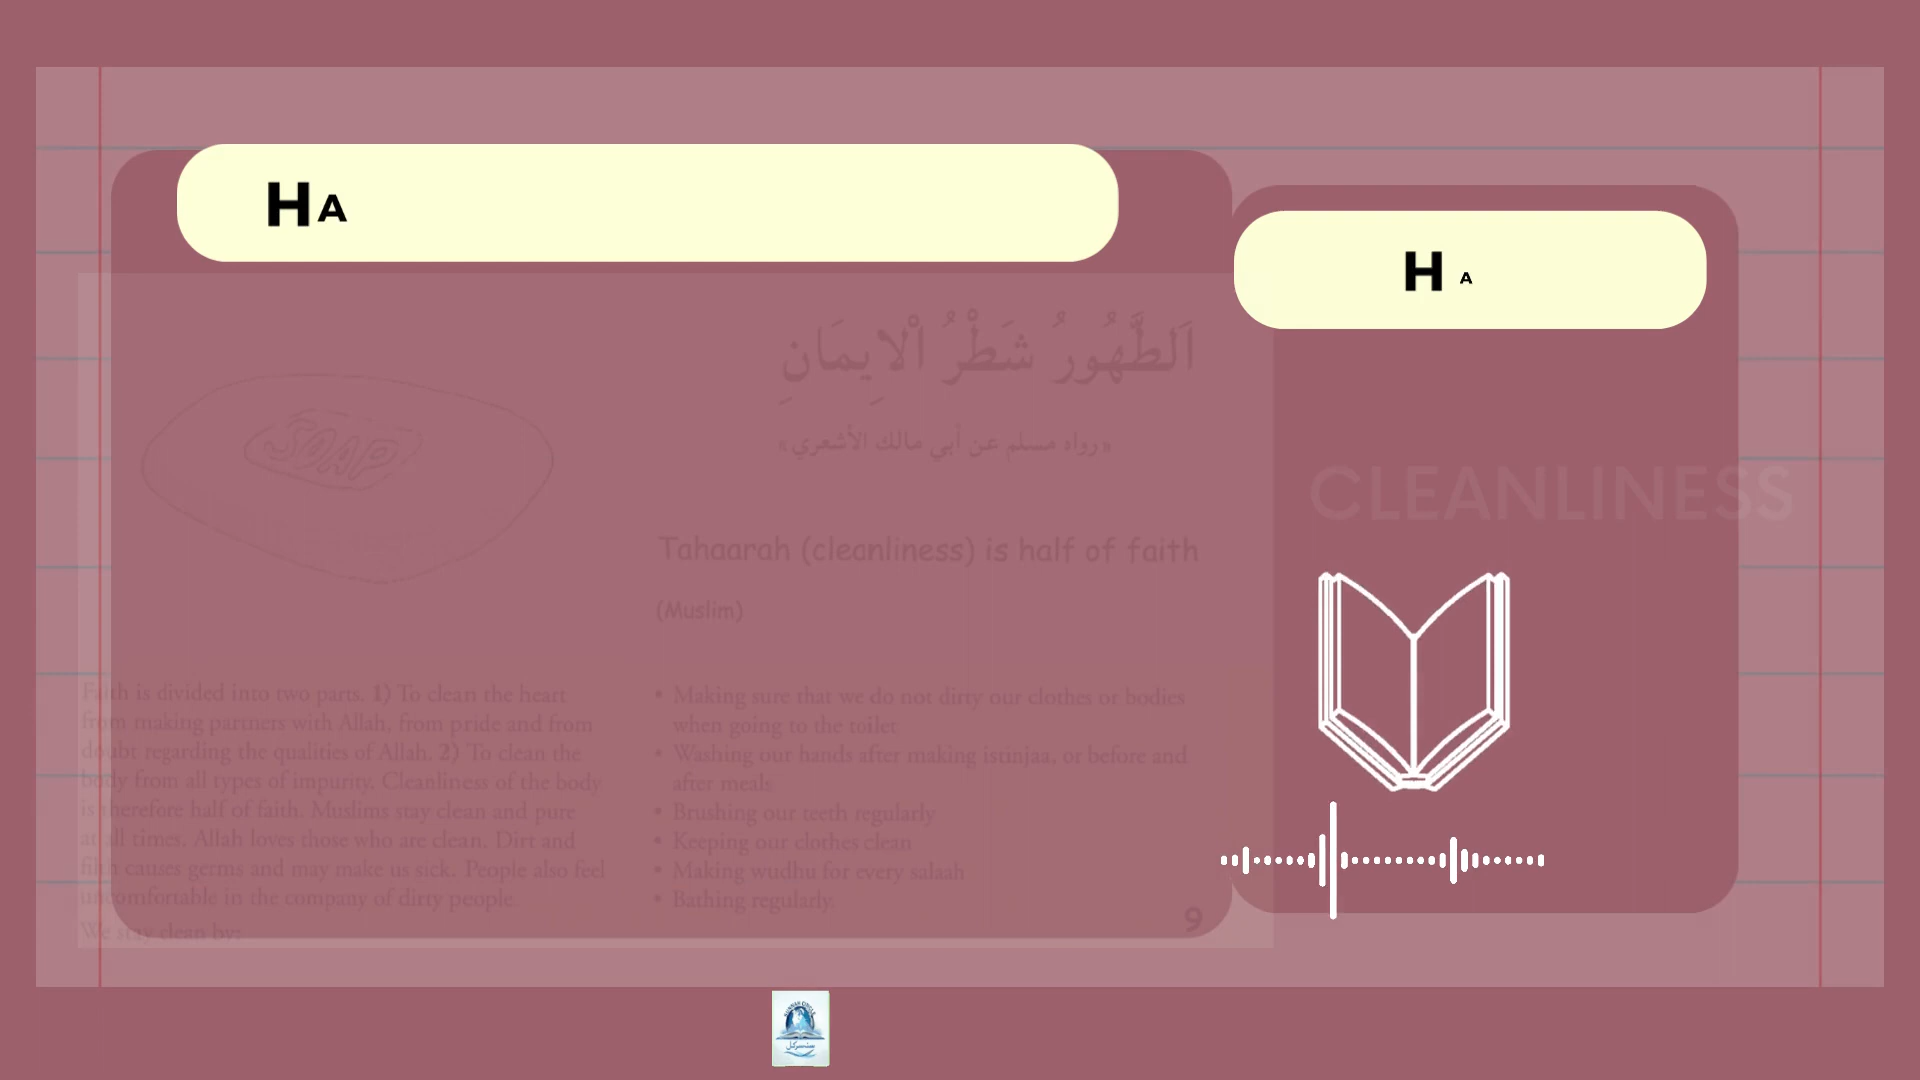 HA
H A
اَلطَّهُورُ شَطْرُ الْاِيمَانِ
«رواه مسلم عن أبي مالك الأشعري»
SOAP
CLEANLINESS
Tahaarah (cleanliness) is half of faith
(Muslim)
Faith is divided into two parts. 1) To clean the heart
from making partners with Allah, from pride and from
doubt regarding the qualities of Allah. 2) To clean the
body from all types of impurity. Cleanliness of the body
is therefore half of faith. Muslims stay clean and pure
at all times. Allah loves those who are clean. Dirt and
filth causes germs and may make us sick. People also feel
uncomfortable in the company of dirty people.
We stay clean by:
• Making sure that we do not dirty our clothes or bodies
when going to the toilet
• Washing our hands after making istinjaa, or before and
after meals
• Brushing our teeth regularly
• Keeping our clothes clean
• Making wudhu for every salaah
• Bathing regularly.
9